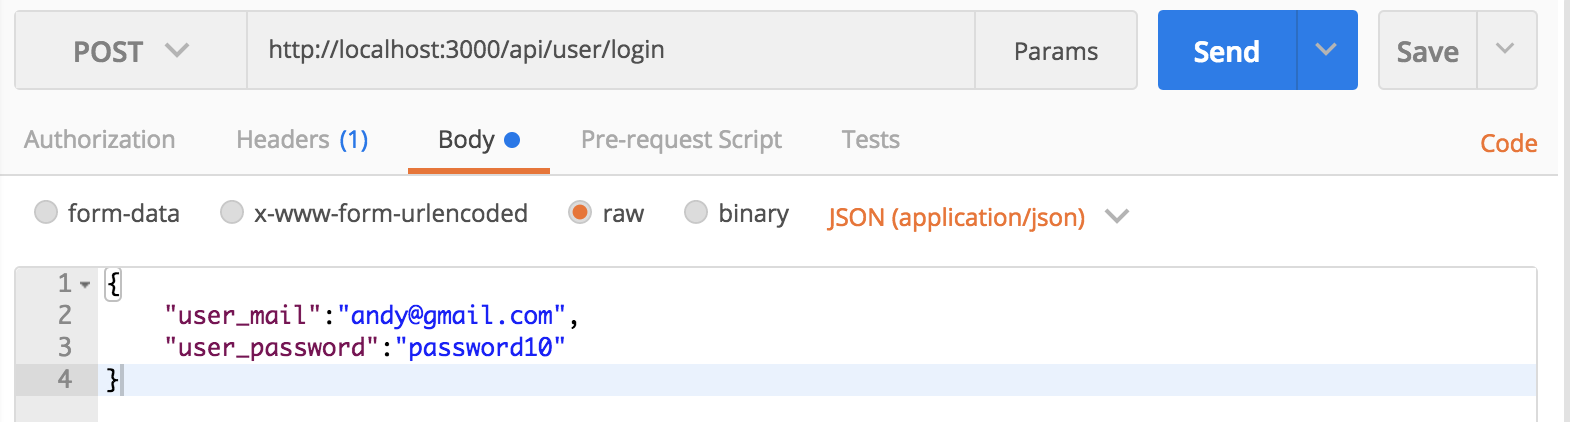 POST http://localhost:3000/api/user/login Params Send Save
Authorization Headers (1) Body Pre-request Script Tests Code
form-data x-www-form-urlencoded raw binary JSON (application/json)
1 {
2 "user_mail":"andy@gmail.com",
3 "user_password":"password10"
4 }